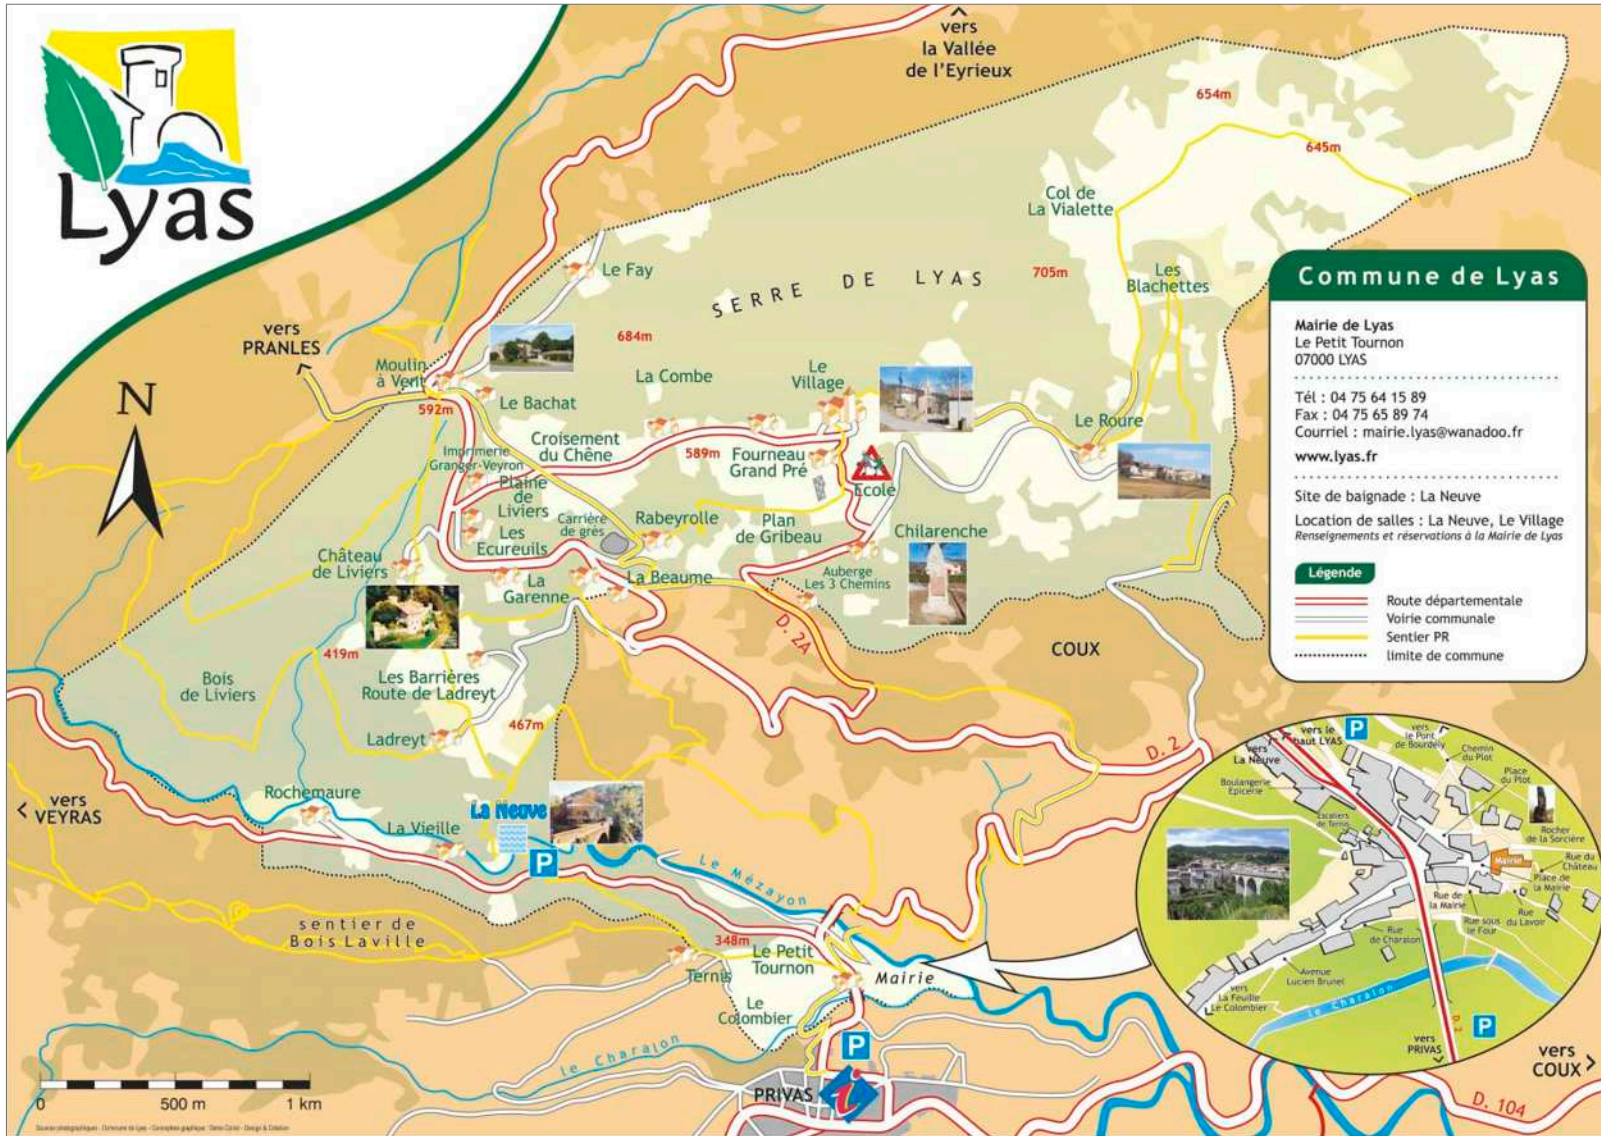 Lyas
vers
la Vallée
de l'Eyrieux
654m
645m
Col de
La Vialette
705m
Les
Blachettes
SERRE DE LYAS
Le Fay
684m
vers
PRANLES
Moulin
à Vent
592m
Le Bachat
La Combe
Le
Village
Le Roure
Croisement
du Chêne
589m
Fourneau
Grand Pré
Ecole
Imprimerie
Granger-Veyron
Plaine
de
Liviers
Les
Ecureuils
Carrière
de grès
Rabeyrolle
Plan
de Gribeau
Chilarenche
Château
de Liviers
La
Garenne
La Beaume
Auberge
Les 3 Chemins
D. 2A
COUX
N
419m
Bois
de Liviers
Les Barrières
Route de Ladreyt
467m
Ladreyt
D. 2
vers
VEYRAS
Rochemaure
La Vieille
La Neuve
P
Le Mézayon
sentier de
Bois Laville
348m
Ternis
Le Petit
Tournon
Mairie
Le
Colombier
le Charalon
P
PRIVAS
i
0 500 m 1 km
D. 104
vers
COUX
Commune de Lyas
Mairie de Lyas
Le Petit Tournon
07000 LYAS
Tél : 04 75 64 15 89
Fax : 04 75 65 89 74
Courriel : mairie.lyas@wanadoo.fr
www.lyas.fr
Site de baignade : La Neuve
Location de salles : La Neuve, Le Village
Renseignements et réservations à la Mairie de Lyas
Légende
Route départementale
Voirie communale
Sentier PR
limite de commune
P
vers le
haut LYAS
vers
La Neuve
vers
le Pont
de Bourdely
Chemin
du Plot
Place
du Plot
Boulangerie
Epicerie
Escaliers
de Ternis
Rocher
de la Sorcière
Mairie
Rue du
Château
Place de
la Mairie
Rue de
la Mairie
Rue sous
le Four
Rue
du Lavoir
Rue
de Charalon
Avenue
Lucien Brunel
vers
La Feuille
Le Colombier
le Charalon
D. 2
P
vers
PRIVAS